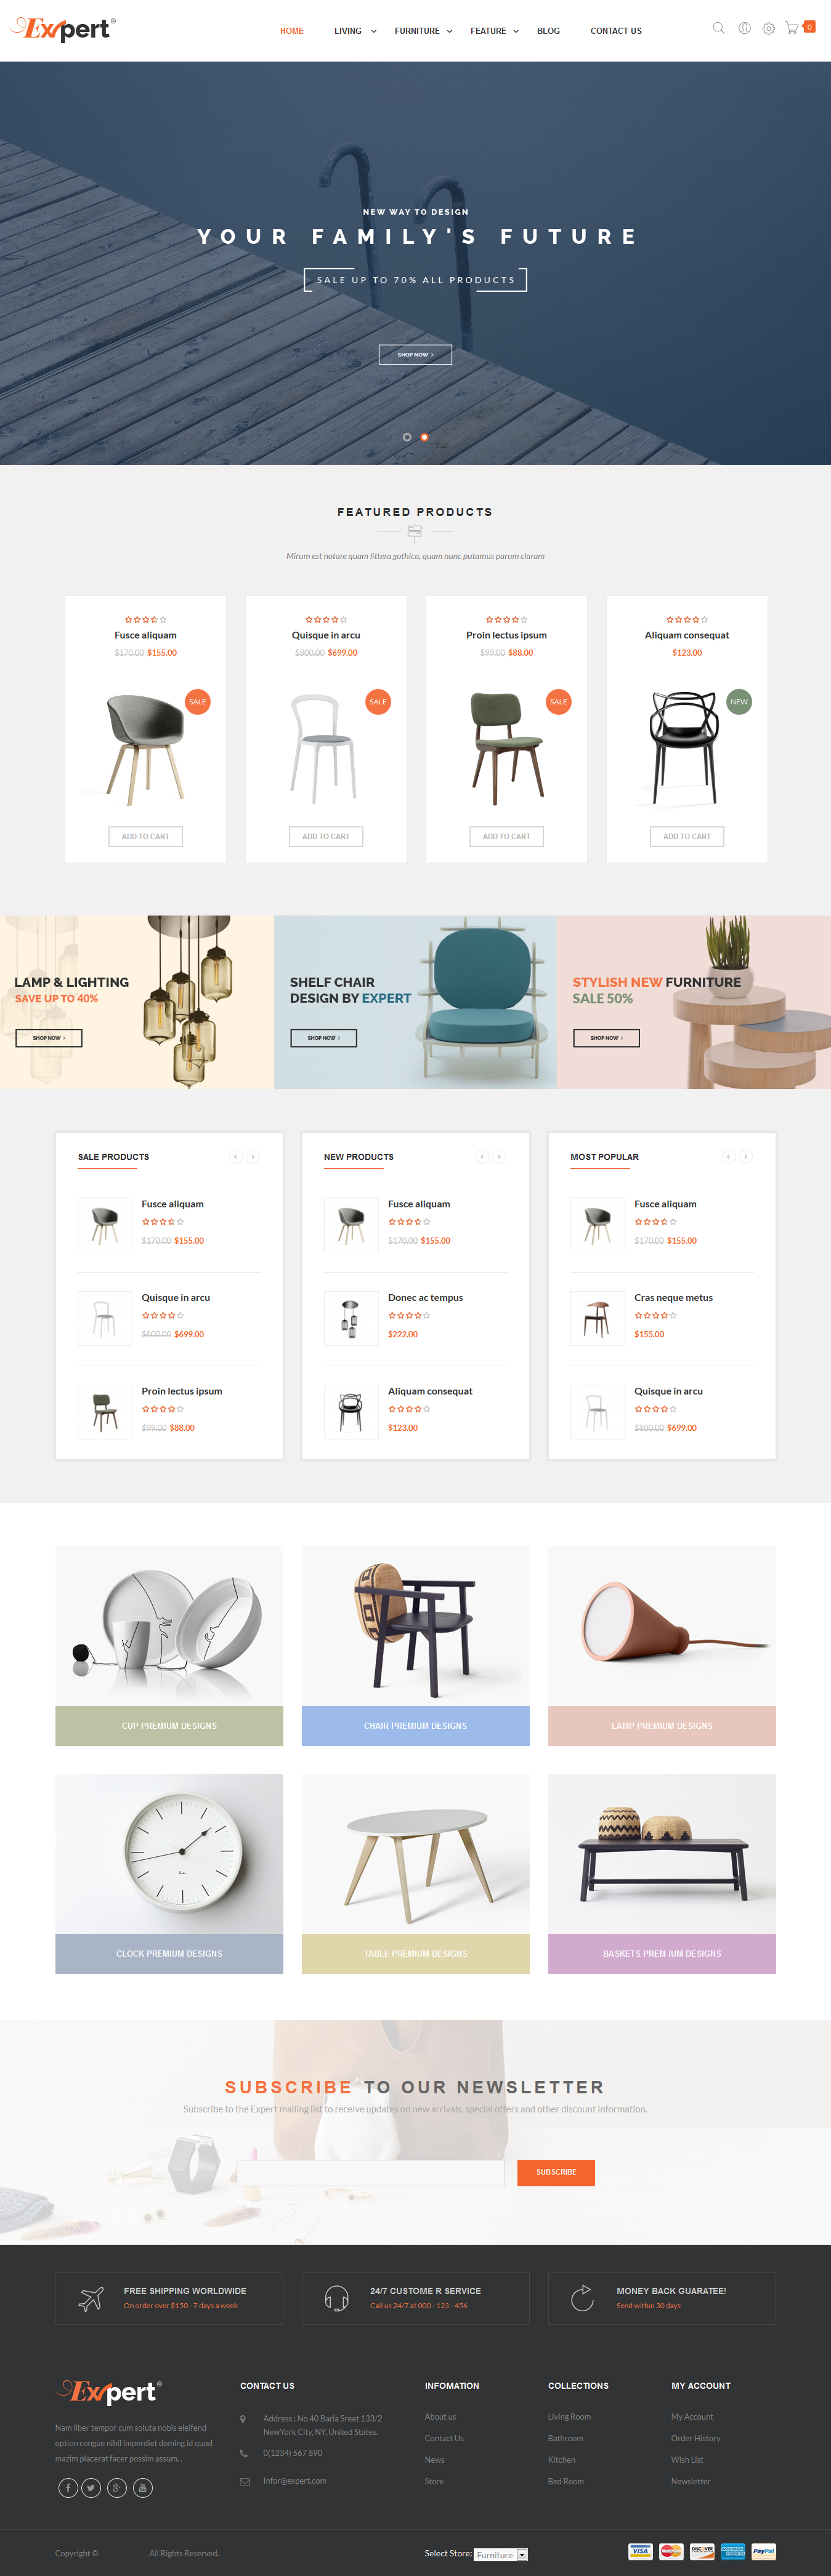 Expert®
HOME LIVING FURNITURE FEATURE BLOG CONTACT US
0
NEW WAY TO DESIGN
YOUR FAMILY'S FUTURE
SALE UP TO 70% ALL PRODUCTS
SHOP NOW ›
FEATURED PRODUCTS
Mirum est notare quam littera gothica, quam nunc putamus parum claram
Fusce aliquam
$170.00 $155.00
SALE
ADD TO CART
Quisque in arcu
$800.00 $699.00
SALE
ADD TO CART
Proin lectus ipsum
$99.00 $88.00
SALE
ADD TO CART
Aliquam consequat
$123.00
NEW
ADD TO CART
LAMP & LIGHTING
SAVE UP TO 40%
SHOP NOW ›
SHELF CHAIR
DESIGN BY EXPERT
SHOP NOW ›
STYLISH NEW FURNITURE
SALE 50%
SHOP NOW ›
SALE PRODUCTS
Fusce aliquam
$170.00 $155.00
Quisque in arcu
$800.00 $699.00
Proin lectus ipsum
$99.00 $88.00
NEW PRODUCTS
Fusce aliquam
$170.00 $155.00
Donec ac tempus
$222.00
Aliquam consequat
$123.00
MOST POPULAR
Fusce aliquam
$170.00 $155.00
Cras neque metus
$155.00
Quisque in arcu
$800.00 $699.00
CUP PREMIUM DESIGNS
CHAIR PREMIUM DESIGNS
LAMP PREMIUM DESIGNS
CLOCK PREMIUM DESIGNS
TABLE PREMIUM DESIGNS
BASKETS PREM IUM DESIGNS
SUBSCRIBE TO OUR NEWSLETTER
Subscribe to the Expert mailing list to receive updates on new arrivals, special offers and other discount information.
SUBSCRIBE
FREE SHIPPING WORLDWIDE
On order over $150 - 7 days a week
24/7 CUSTOME R SERVICE
Call us 24/7 at 000 - 123 - 456
MONEY BACK GUARATEE!
Send within 30 days
Expert®
Nam liber tempor cum soluta nobis eleifend
option congue nihil imperdiet doming id quod
mazim placerat facer possim assum. .
CONTACT US
Address : No 40 Baria Sreet 133/2
NewYork City, NY, United States.
0(1234) 567 890
Infor@expert.com
INFOMATION
About us
Contact Us
News
Store
COLLECTIONS
Living Room
Bathroom
Kitchen
Bed Room
MY ACCOUNT
My Account
Order History
Wish List
Newsletter
Copyright © All Rights Reserved.
Select Store: Furniture
VISA MasterCard DISCOVER AMERICAN EXPRESS PayPal